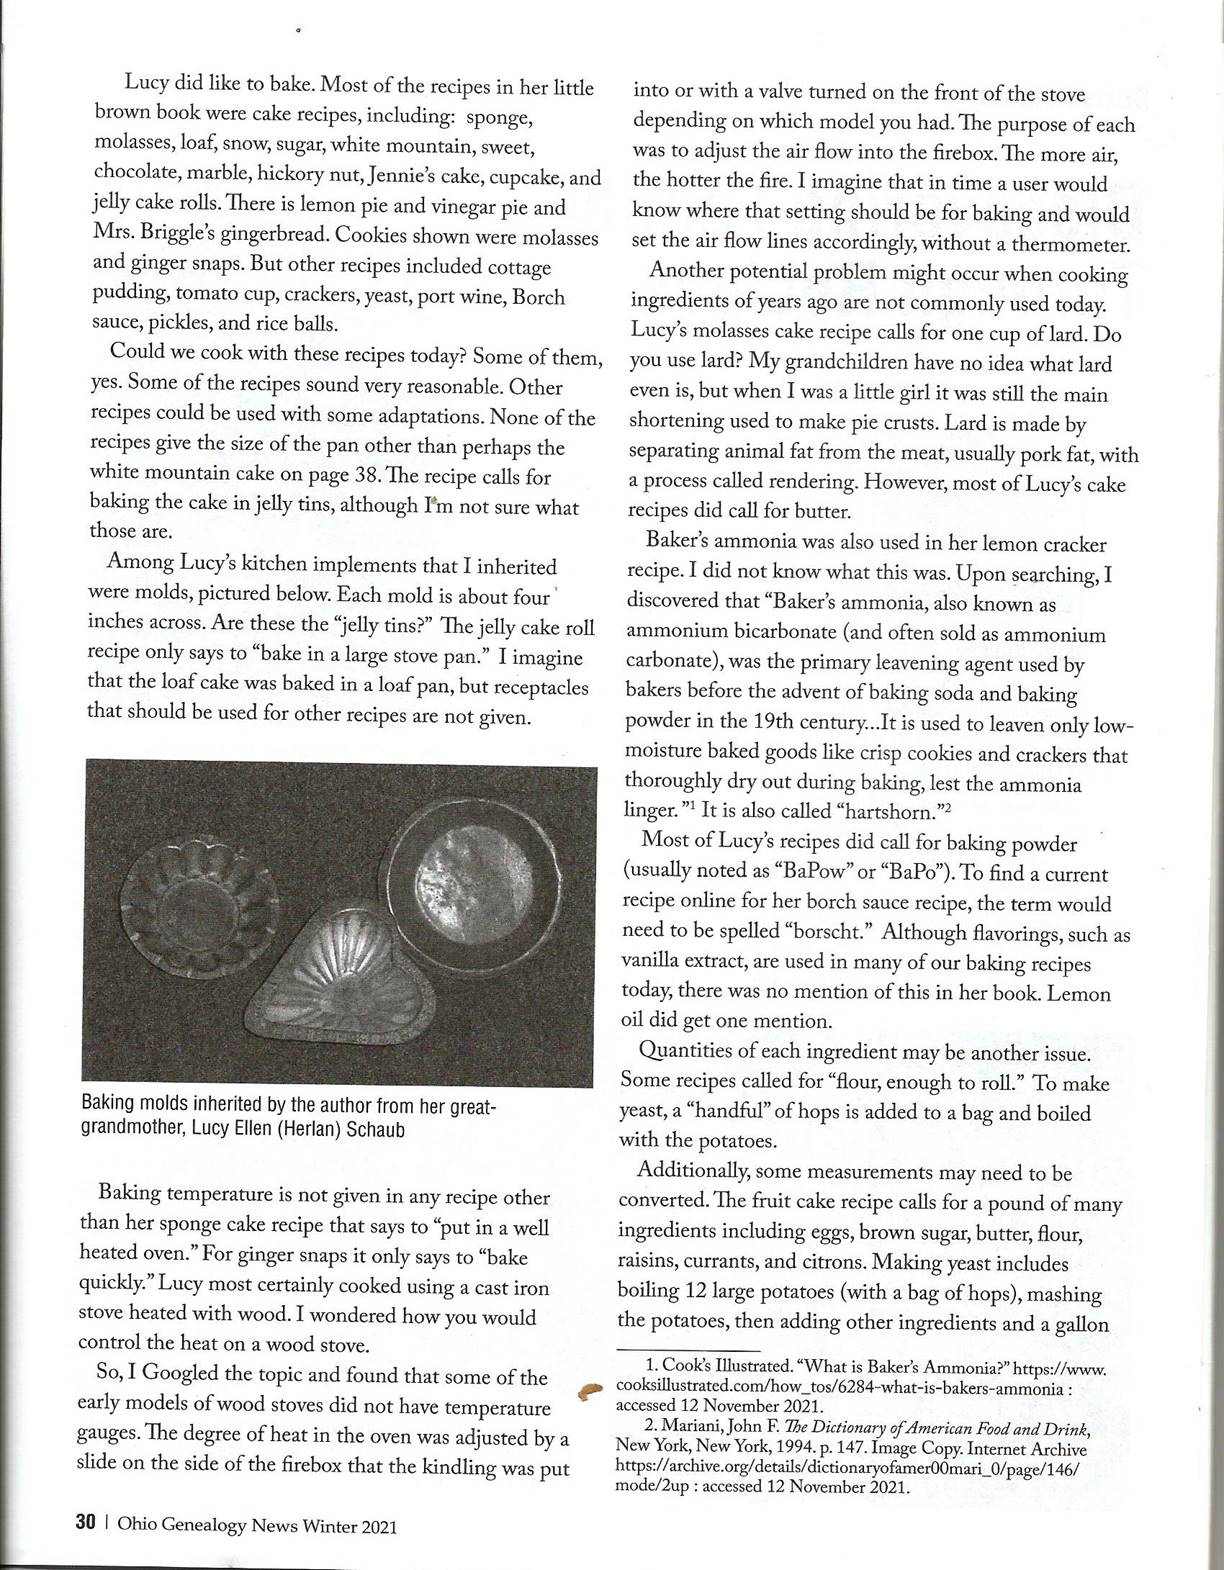 Lucy did like to bake. Most of the recipes in her little
brown book were cake recipes, including:  sponge,
molasses, loaf, snow, sugar, white mountain, sweet,
chocolate, marble, hickory nut, Jennie's cake, cupcake, and
jelly cake rolls. There is lemon pie and vinegar pie and
Mrs. Briggle's gingerbread. Cookies shown were molasses
and ginger snaps. But other recipes included cottage
pudding, tomato cup, crackers, yeast, port wine, Borch
sauce, pickles, and rice balls.
Could we cook with these recipes today? Some of them,
yes. Some of the recipes sound very reasonable. Other
recipes could be used with some adaptations. None of the
recipes give the size of the pan other than perhaps the
white mountain cake on page 38. The recipe calls for
baking the cake in jelly tins, although I'm not sure what
those are.
Among Lucy's kitchen implements that I inherited
were molds, pictured below. Each mold is about four
inches across. Are these the “jelly tins?” The jelly cake roll
recipe only says to “bake in a large stove pan.” I imagine
that the loaf cake was baked in a loaf pan, but receptacles
that should be used for other recipes are not given.
Baking molds inherited by the author from her great-
grandmother, Lucy Ellen (Herlan) Schaub
Baking temperature is not given in any recipe other
than her sponge cake recipe that says to “put in a well
heated oven.” For ginger snaps it only says to “bake
quickly.” Lucy most certainly cooked using a cast iron
stove heated with wood. I wondered how you would
control the heat on a wood stove.
So, I Googled the topic and found that some of the
early models of wood stoves did not have temperature
gauges. The degree of heat in the oven was adjusted by a
slide on the side of the firebox that the kindling was put
into or with a valve turned on the front of the stove
depending on which model you had. The purpose of each
was to adjust the air flow into the firebox. The more air,
the hotter the fire. I imagine that in time a user would
know where that setting should be for baking and would
set the air flow lines accordingly, without a thermometer.
Another potential problem might occur when cooking
ingredients of years ago are not commonly used today.
Lucy's molasses cake recipe calls for one cup of lard. Do
you use lard? My grandchildren have no idea what lard
even is, but when I was a little girl it was still the main
shortening used to make pie crusts. Lard is made by
separating animal fat from the meat, usually pork fat, with
a process called rendering. However, most of Lucy's cake
recipes did call for butter.
Baker's ammonia was also used in her lemon cracker
recipe. I did not know what this was. Upon searching, I
discovered that “Baker's ammonia, also known as
ammonium bicarbonate (and often sold as ammonium
carbonate), was the primary leavening agent used by
bakers before the advent of baking soda and baking
powder in the 19th century...It is used to leaven only low-
moisture baked goods like crisp cookies and crackers that
thoroughly dry out during baking, lest the ammonia
linger.”1 It is also called “hartshorn.”2
Most of Lucy's recipes did call for baking powder
(usually noted as “BaPow” or “BaPo”). To find a current
recipe online for her borch sauce recipe, the term would
need to be spelled “borscht.” Although flavorings, such as
vanilla extract, are used in many of our baking recipes
today, there was no mention of this in her book. Lemon
oil did get one mention.
Quantities of each ingredient may be another issue.
Some recipes called for “flour, enough to roll.” To make
yeast, a “handful” of hops is added to a bag and boiled
with the potatoes.
Additionally, some measurements may need to be
converted. The fruit cake recipe calls for a pound of many
ingredients including eggs, brown sugar, butter, flour,
raisins, currants, and citrons. Making yeast includes
boiling 12 large potatoes (with a bag of hops), mashing
the potatoes, then adding other ingredients and a gallon
1. Cook's Illustrated. “What is Baker's Ammonia?” https://www.
cooksillustrated.com/how_tos/6284-what-is-bakers-ammonia :
accessed 12 November 2021.
2. Mariani, John F. The Dictionary of American Food and Drink,
New York, New York, 1994. p. 147. Image Copy. Internet Archive
https://archive.org/details/dictionaryofamer00mari_0/page/146/
mode/2up : accessed 12 November 2021.
30 | Ohio Genealogy News Winter 2021